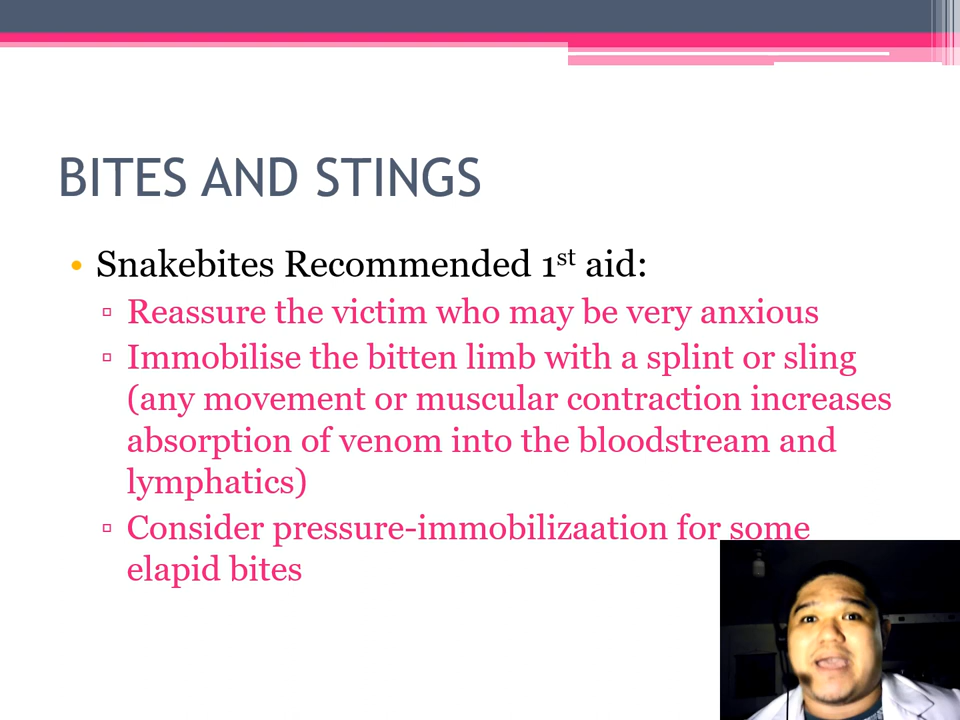 BITES AND STINGS
• Snakebites Recommended 1st aid:
▫ Reassure the victim who may be very anxious
▫ Immobilise the bitten limb with a splint or sling
(any movement or muscular contraction increases
absorption of venom into the bloodstream and
lymphatics)
▫ Consider pressure-immobilizaation for some
elapid bites